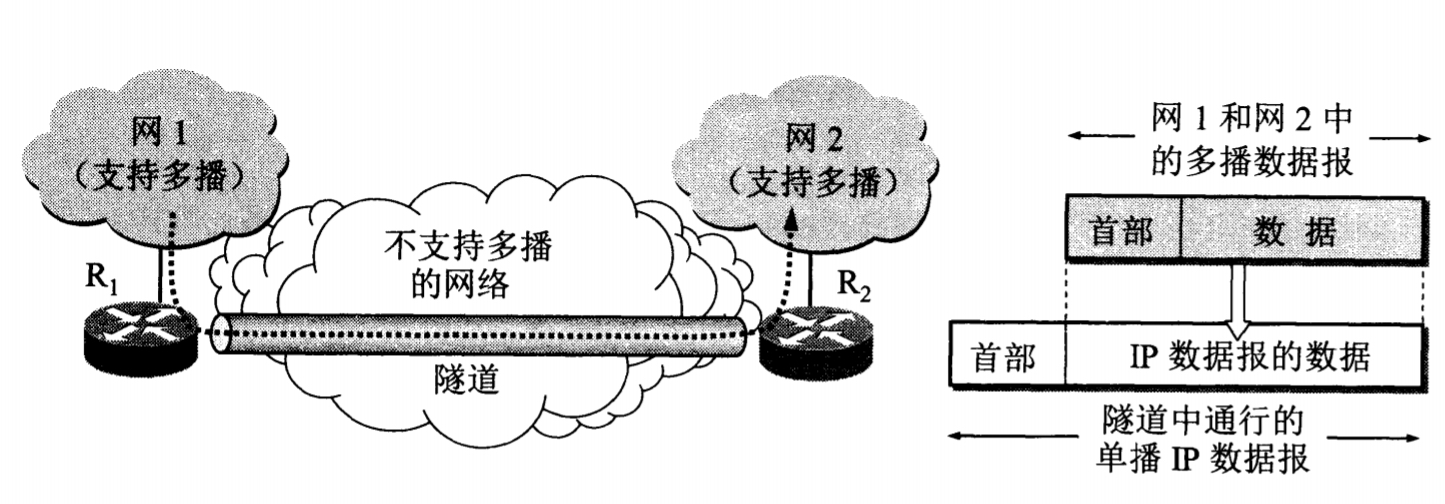 网 1
（支持多播）
网 2
（支持多播）
不支持多播
的网络
R1
R2
隧道
网 1 和网 2 中
的多播数据报
首部
数 据
首部
IP 数据报的数据
隧道中通行的
单播 IP 数据报